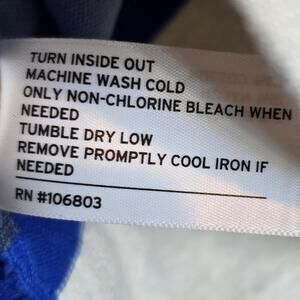 TURN INSIDE OUT
MACHINE WASH COLD
ONLY NON-CHLORINE BLEACH WHEN
NEEDED
TUMBLE DRY LOW
REMOVE PROMPTLY COOL IRON IF
NEEDED
RN #106803